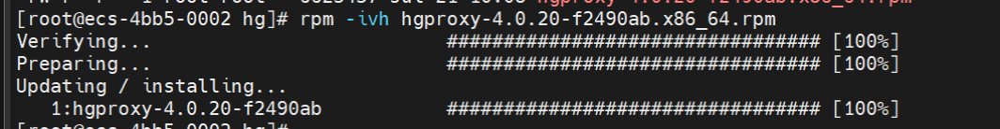 [root@ecs-4bb5-0002 hg]# rpm -ivh hgproxy-4.0.20-f2490ab.x86_64.rpm
Verifying... ################################# [100%]
Preparing... ################################# [100%]
Updating / installing...
1:hgproxy-4.0.20-f2490ab ################################# [100%]
[root@ecs-4bb5-0002 hg]#